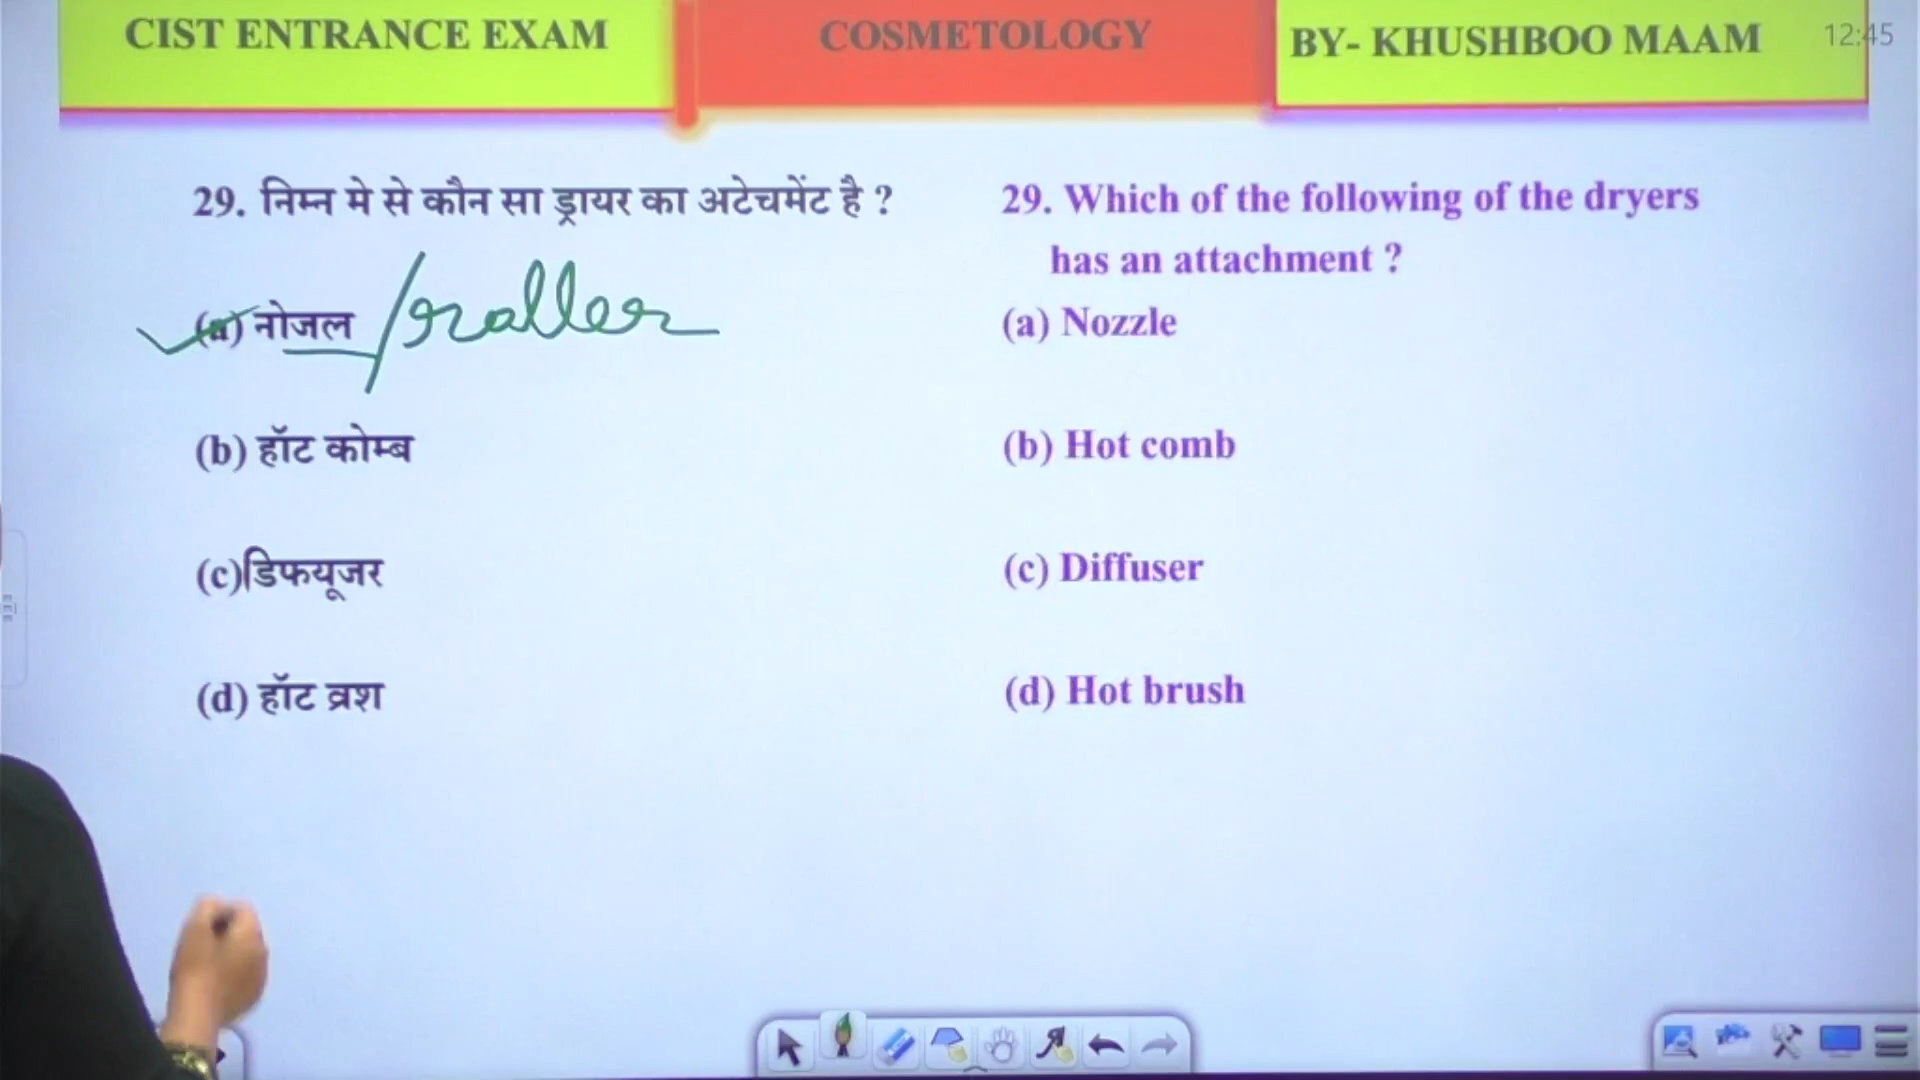 CIST ENTRANCE EXAM
COSMETOLOGY
BY- KHUSHBOO MAAM
12:45
29. निम्न मे से कौन सा ड्रायर का अटेचमेंट है ?
(a) नोजल /roller
(b) हॉट कोम्ब
(c)डिफयूजर
(d) हॉट व्रश
29. Which of the following of the dryers
has an attachment ?
(a) Nozzle
(b) Hot comb
(c) Diffuser
(d) Hot brush